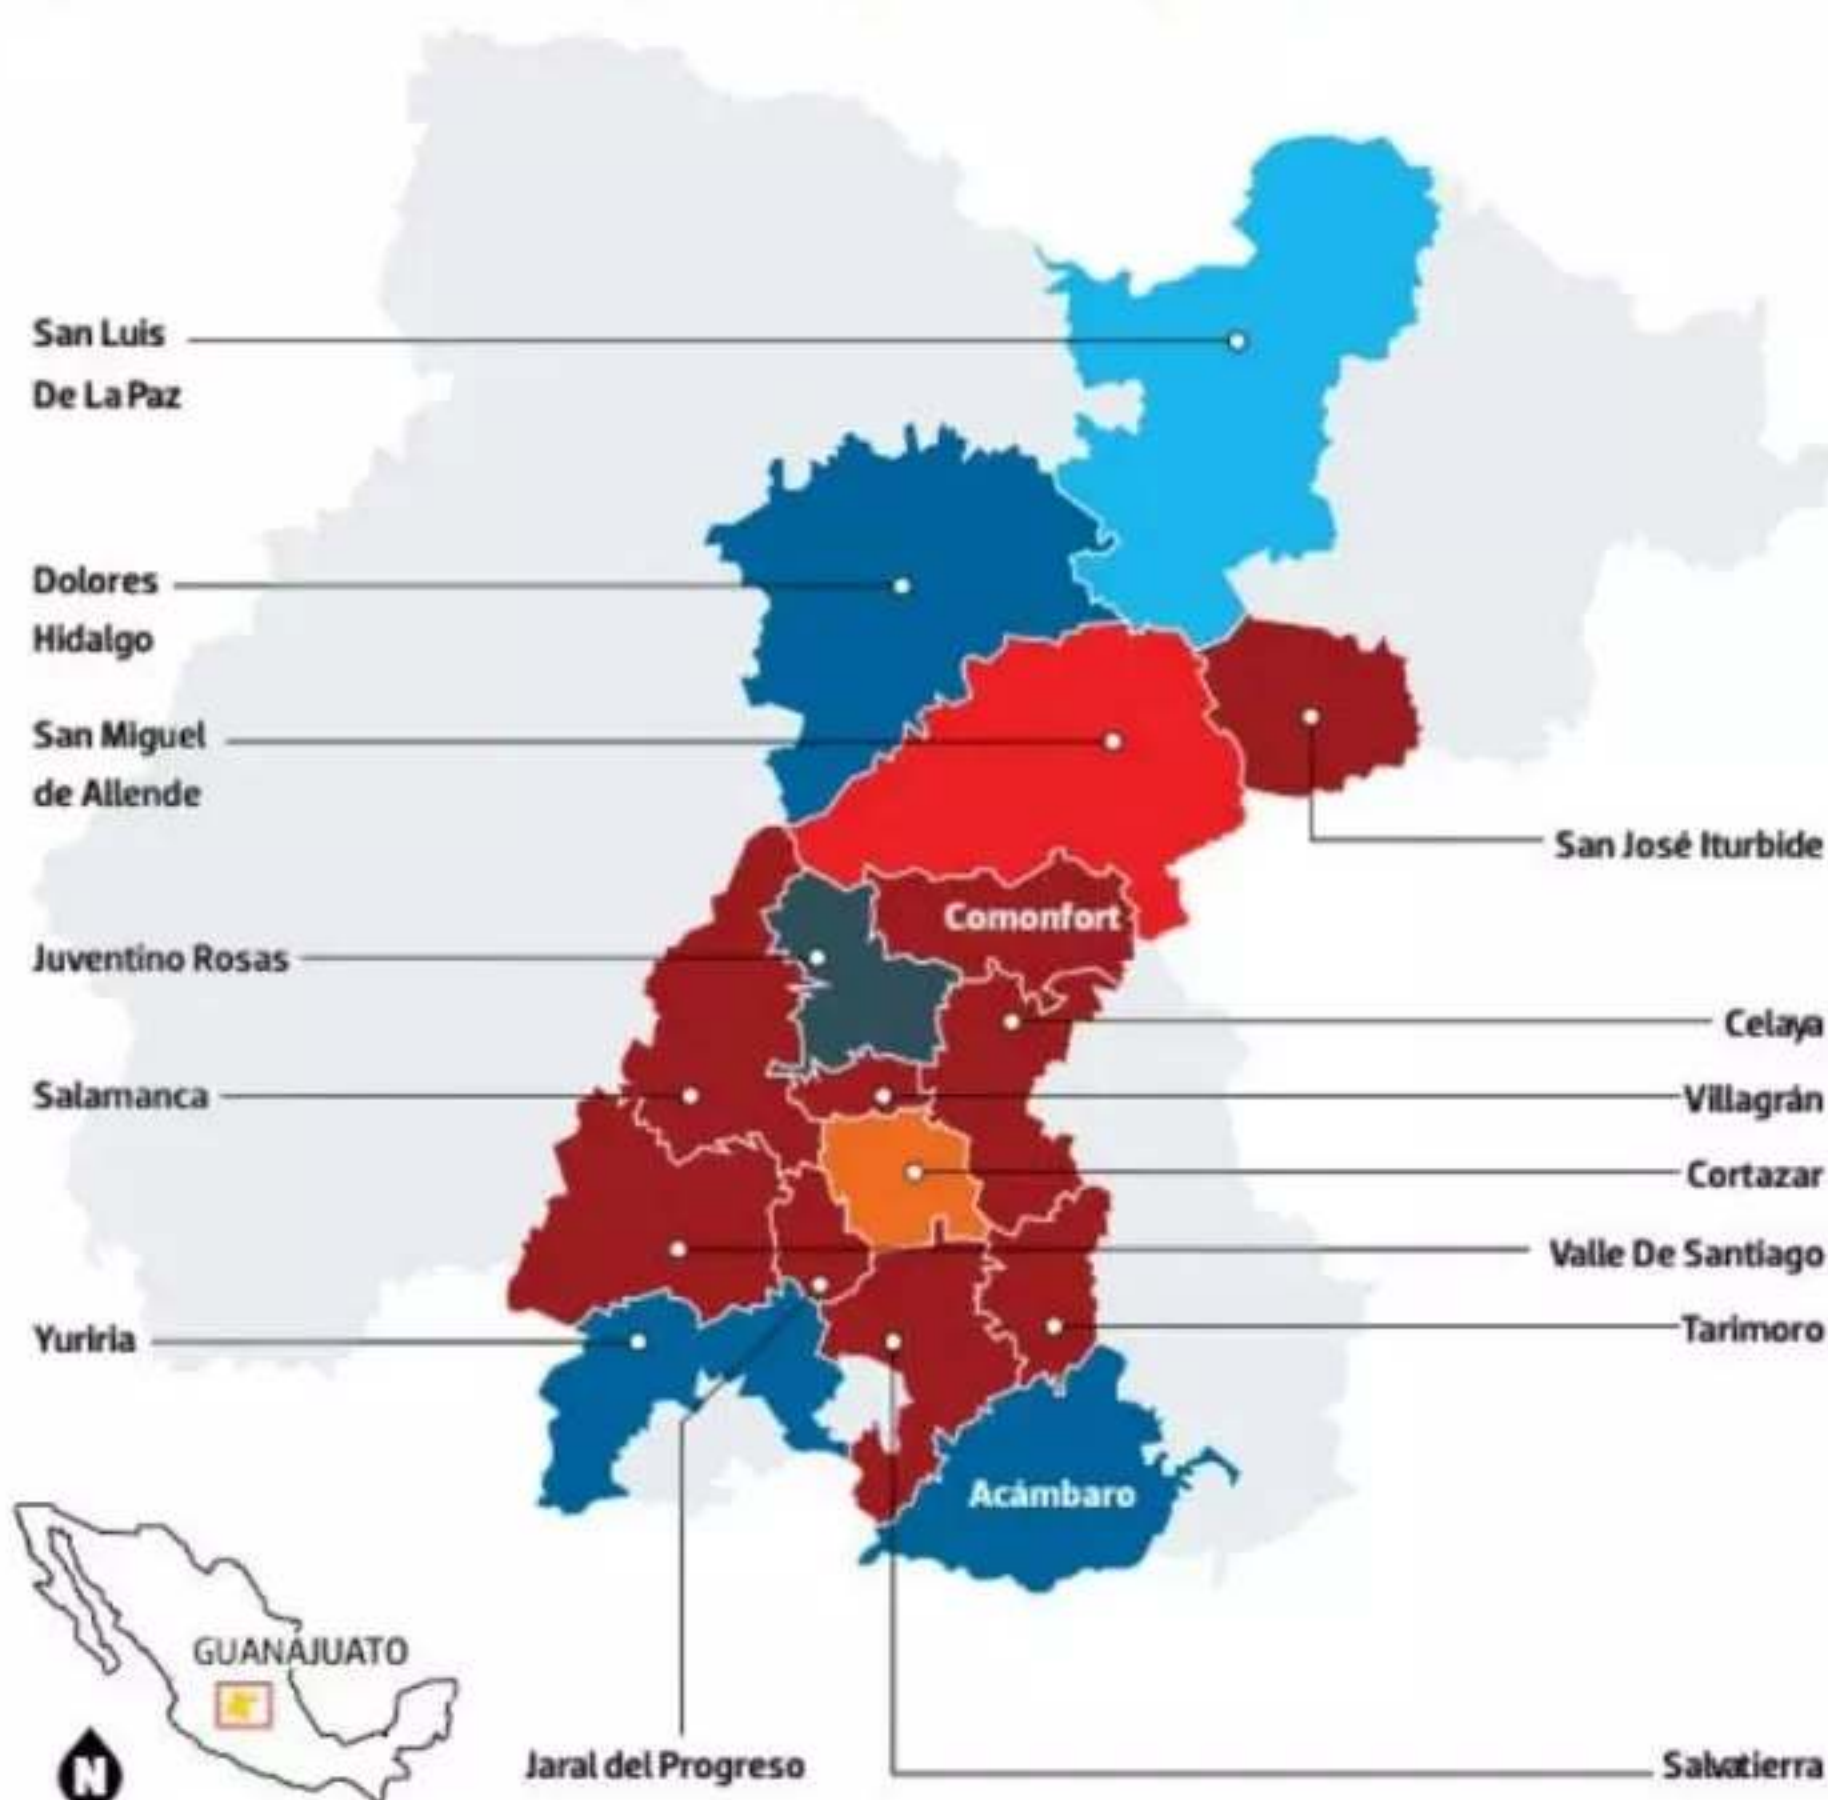 San Luis
De La Paz
Dolores
Hidalgo
San Miguel
de Allende
San José Iturbide
Comonfort
Juventino Rosas
Celaya
Salamanca
Villagrán
Cortazar
Valle De Santiago
Yuriria
Tarimoro
Acámbaro
GUANAJUATO
Jaral del Progreso
Salvatierra
N